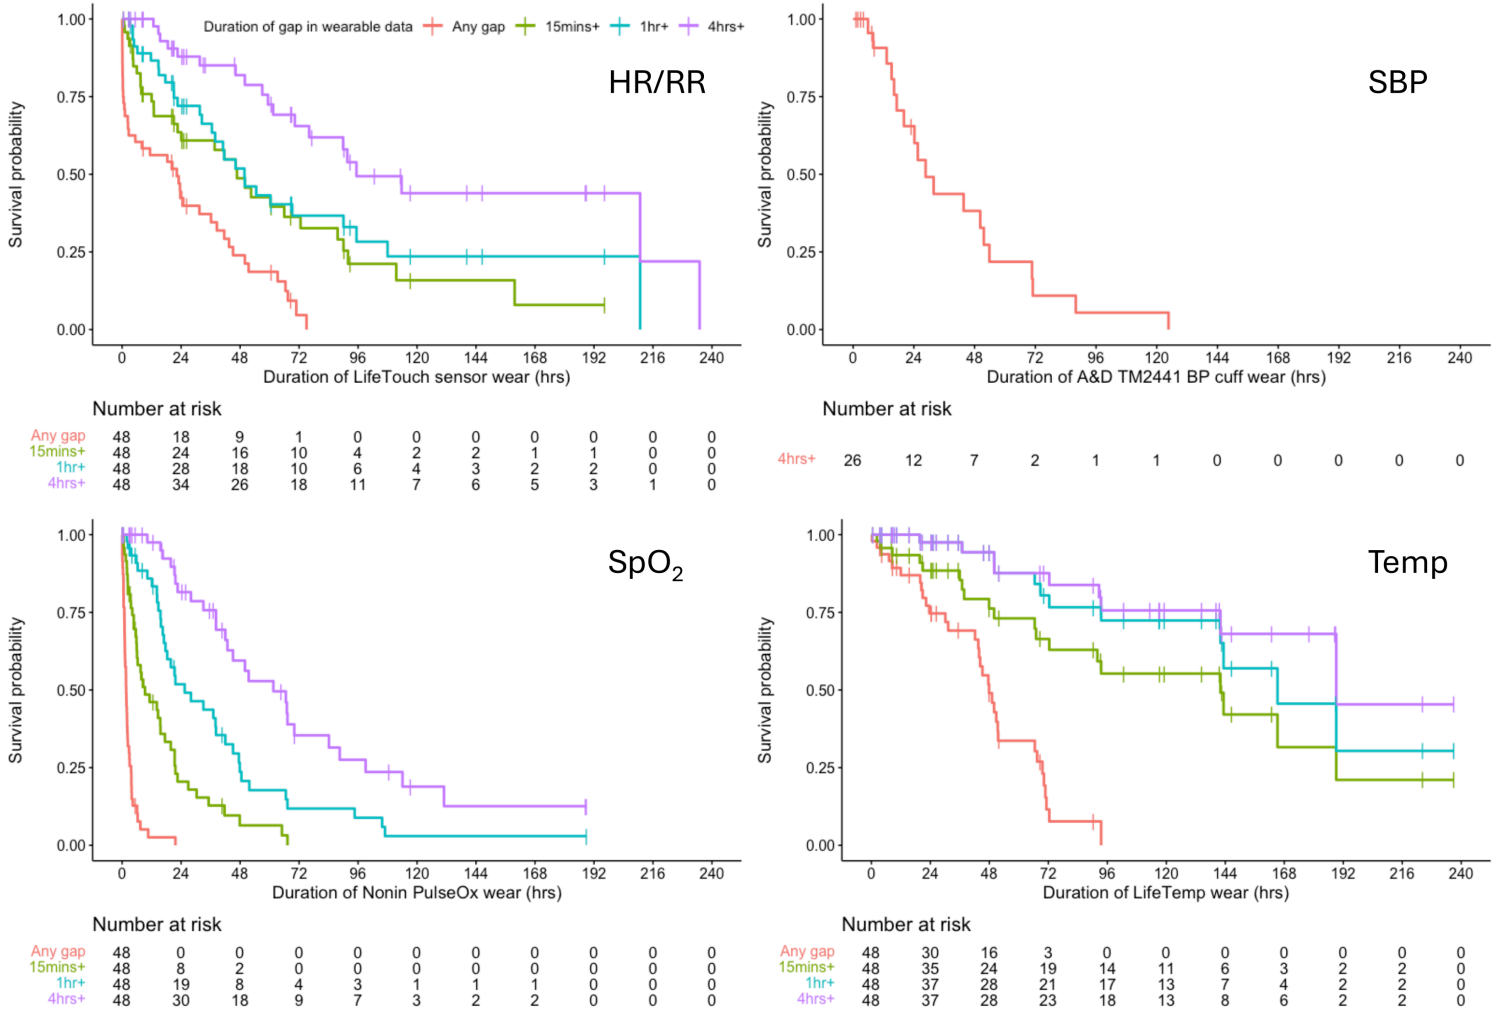 Duration of gap in wearable data Any gap 15mins+ 1hr+ 4hrs+
HR/RR
Survival probability
1.00
0.75
0.50
0.25
0.00
0 24 48 72 96 120 144 168 192 216 240
Duration of LifeTouch sensor wear (hrs)
Number at risk
Any gap 48 18 9 1 0 0 0 0 0 0 0
15mins+ 48 24 16 10 4 2 2 1 1 0 0
1hr+ 48 28 18 10 6 4 3 2 2 0 0
4hrs+ 48 34 26 18 11 7 6 5 3 1 0
SBP
Survival probability
1.00
0.75
0.50
0.25
0.00
0 24 48 72 96 120 144 168 192 216 240
Duration of A&D TM2441 BP cuff wear (hrs)
Number at risk
4hrs+ 26 12 7 2 1 1 0 0 0 0 0
SpO2
Survival probability
1.00
0.75
0.50
0.25
0.00
0 24 48 72 96 120 144 168 192 216 240
Duration of Nonin PulseOx wear (hrs)
Number at risk
Any gap 48 0 0 0 0 0 0 0 0 0 0
15mins+ 48 8 2 0 0 0 0 0 0 0 0
1hr+ 48 19 8 4 3 1 1 1 0 0 0
4hrs+ 48 30 18 9 7 3 2 2 0 0 0
Temp
Survival probability
1.00
0.75
0.50
0.25
0.00
0 24 48 72 96 120 144 168 192 216 240
Duration of LifeTemp wear (hrs)
Number at risk
Any gap 48 30 16 3 0 0 0 0 0 0 0
15mins+ 48 35 24 19 14 11 6 3 2 2 0
1hr+ 48 37 28 21 17 13 7 4 2 2 0
4hrs+ 48 37 28 23 18 13 8 6 2 2 0